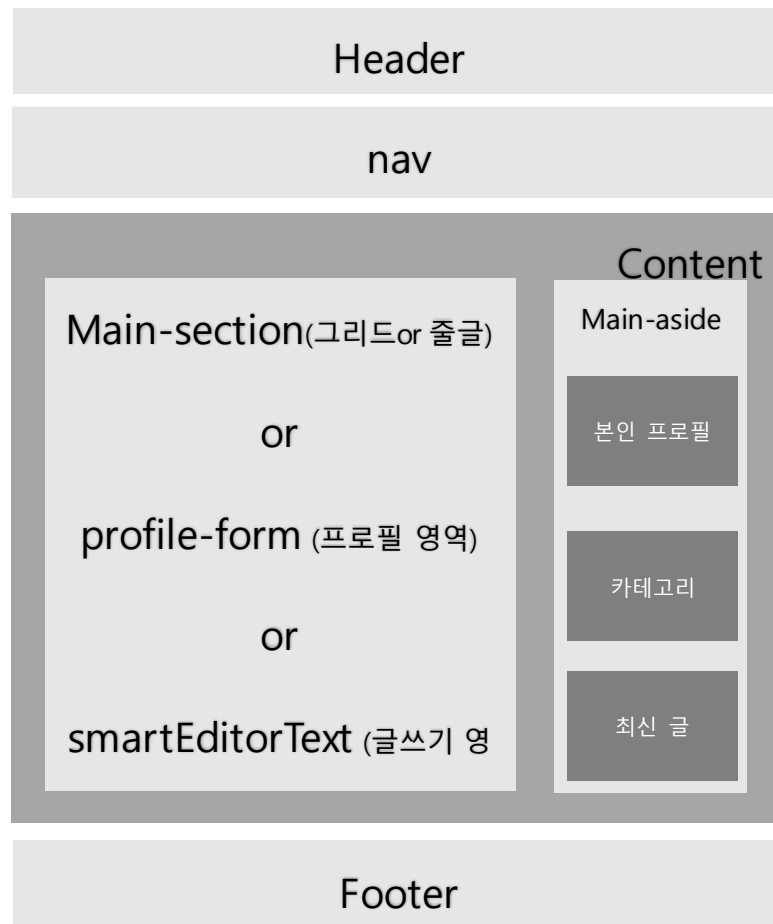 Header
nav
Content
Main-section(그리드or 줄글)
or
profile-form (프로필 영역)
or
smartEditorText (글쓰기 영
Main-aside
본인 프로필
카테고리
최신 글
Footer